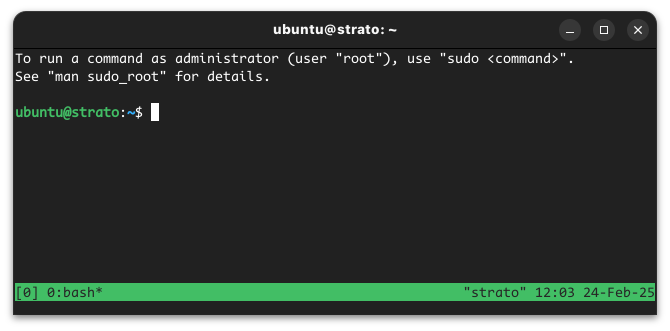 ubuntu@strato: ~
To run a command as administrator (user "root"), use "sudo <command>".
See "man sudo_root" for details.
ubuntu@strato:~$
[0] 0:bash* "strato" 12:03 24-Feb-25